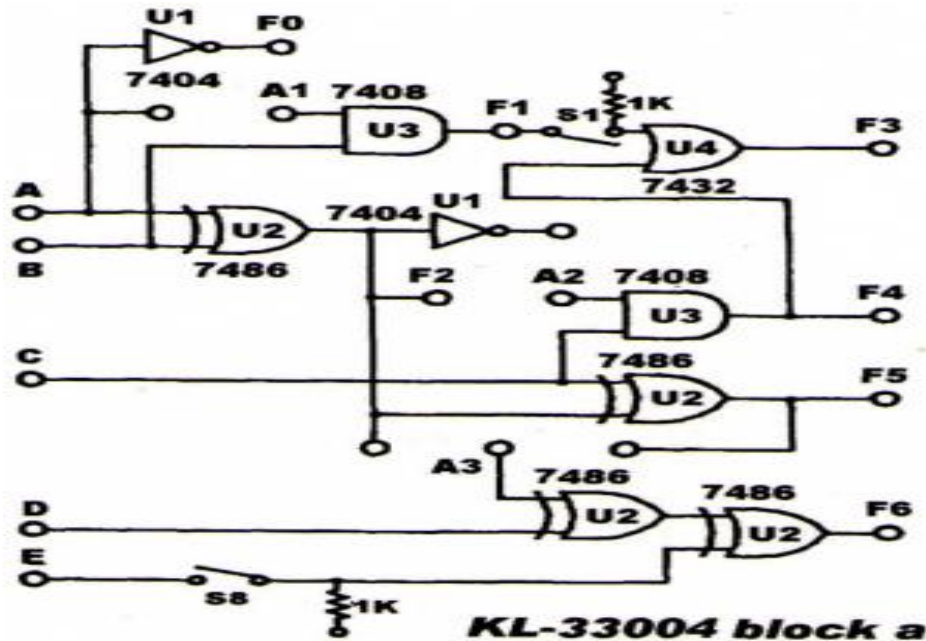 U1 F0
7404
A1 7408 F1 S1 1K F3
U3 U4
7432
A U1
U2 7404
B 7486
F2 A2 7408 F4
U3
C 7486 F5
U2
A3 7486 7486
D U2 U2 F6
E
S8 1K
KL-33004 block a